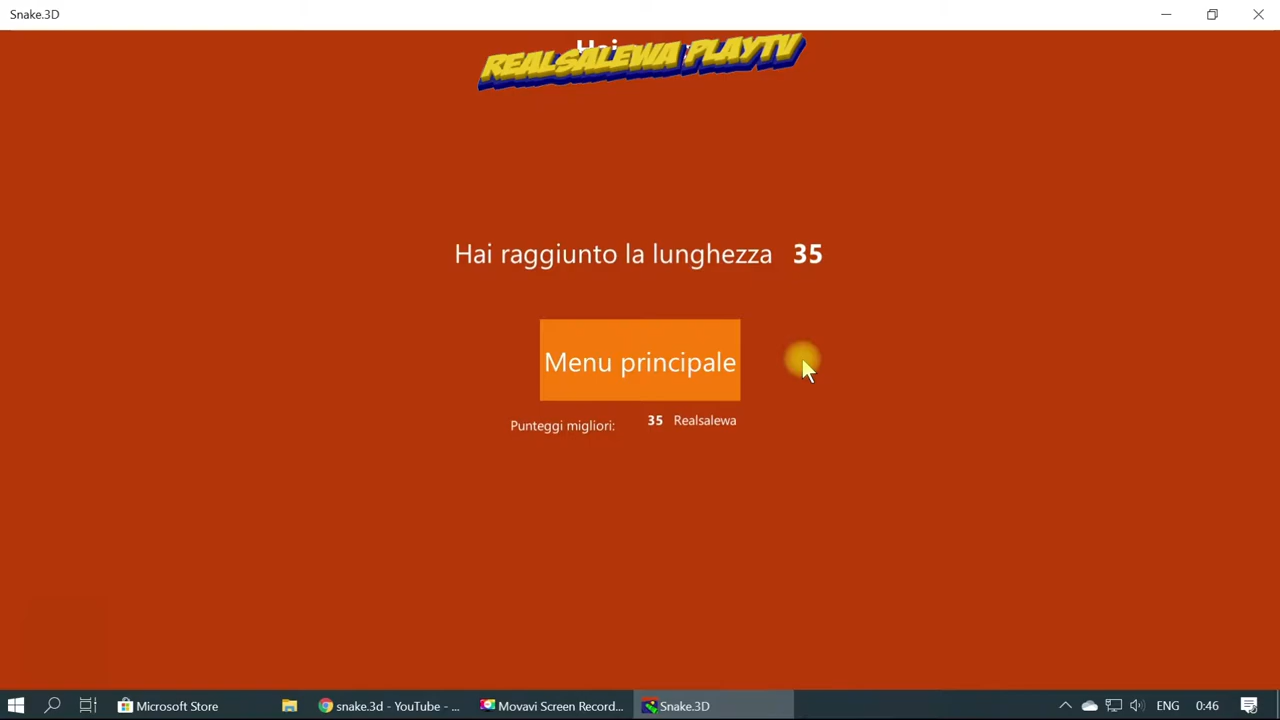 Snake.3D
Hai
REALSALEWA PLAYTV
Hai raggiunto la lunghezza 35
Menu principale
Punteggi migliori: 35 Realsalewa
Microsoft Store
snake.3d - YouTube - ...
Movavi Screen Record...
Snake.3D
ENG
0:46